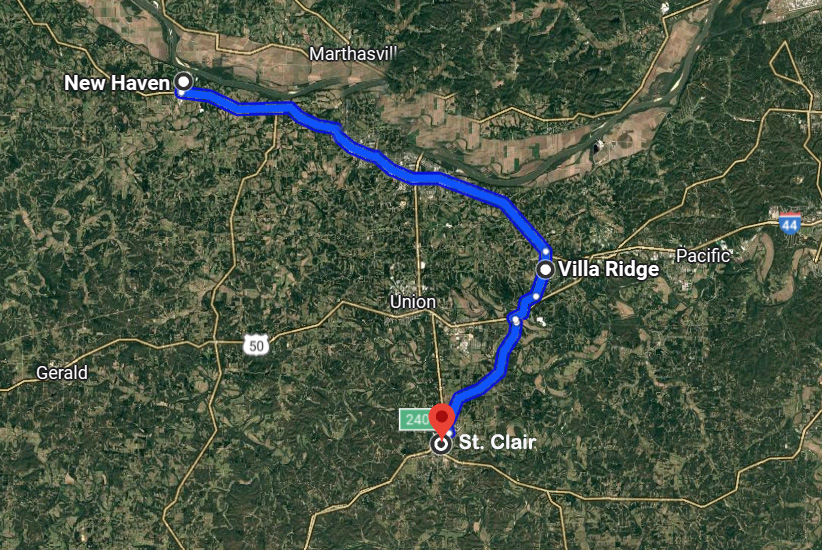 Marthasvill
New Haven
44
Pacific
Villa Ridge
Union
50
Gerald
240
St. Clair